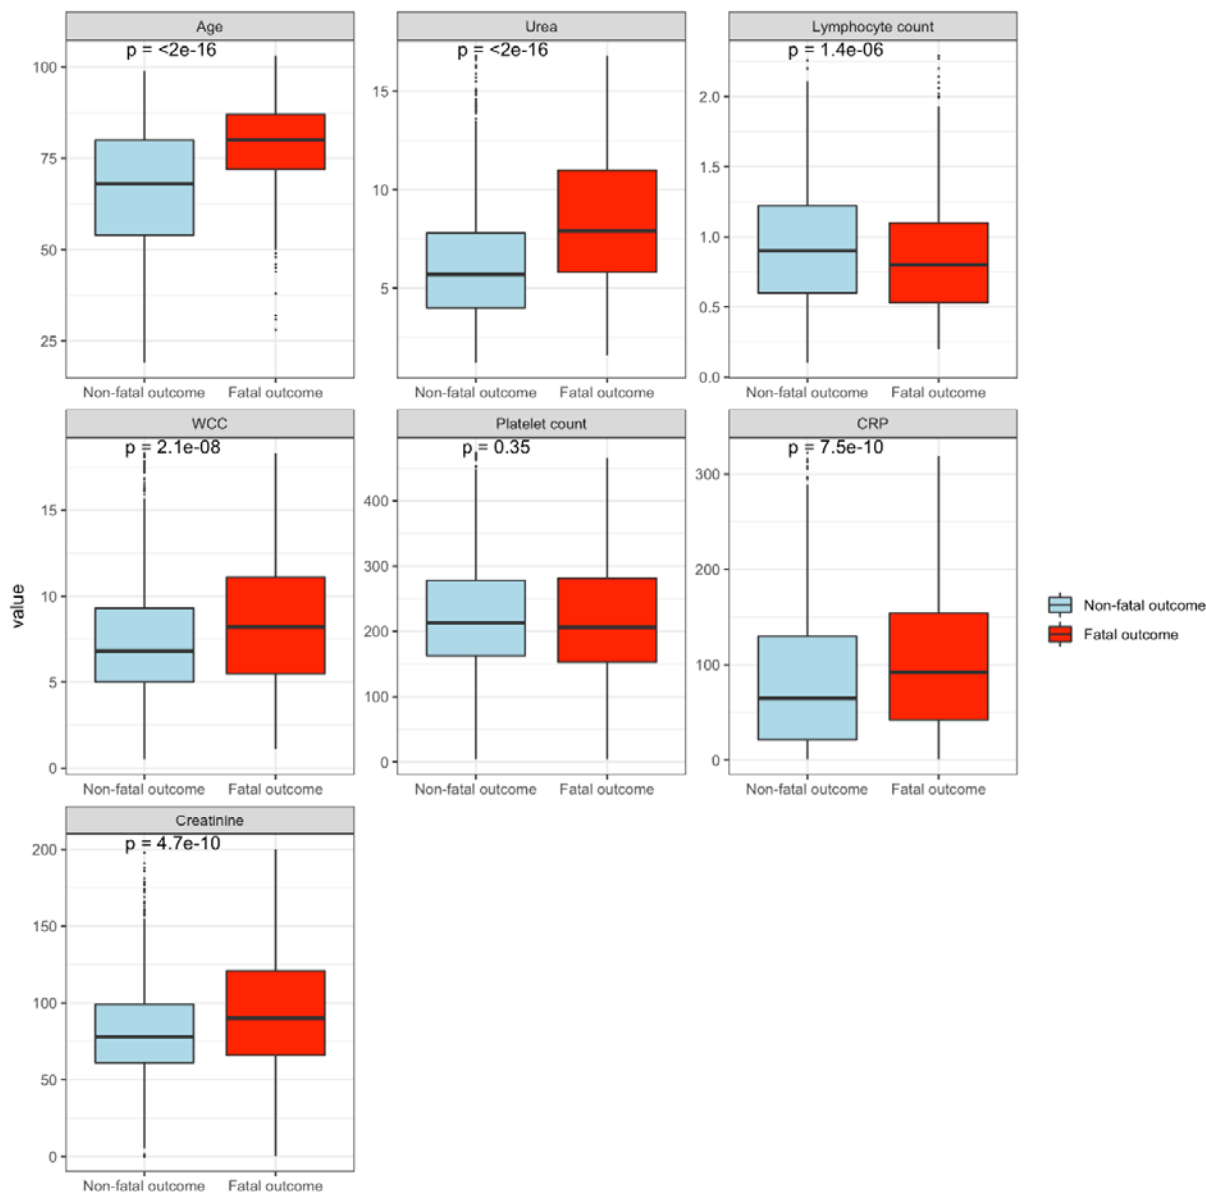 Age
Urea
Lymphocyte count
p = <2e-16
p = <2e-16
p = 1.4e-06
100
75
50
25
15
10
5
2.0
1.5
1.0
0.5
0.0
Non-fatal outcome
Fatal outcome
Non-fatal outcome
Fatal outcome
Non-fatal outcome
Fatal outcome
WCC
Platelet count
CRP
p = 2.1e-08
p = 0.35
p = 7.5e-10
value
15
10
5
0
400
300
200
100
0
300
200
100
0
Non-fatal outcome
Fatal outcome
Non-fatal outcome
Fatal outcome
Non-fatal outcome
Fatal outcome
Non-fatal outcome
Fatal outcome
Creatinine
p = 4.7e-10
200
150
100
50
0
Non-fatal outcome
Fatal outcome